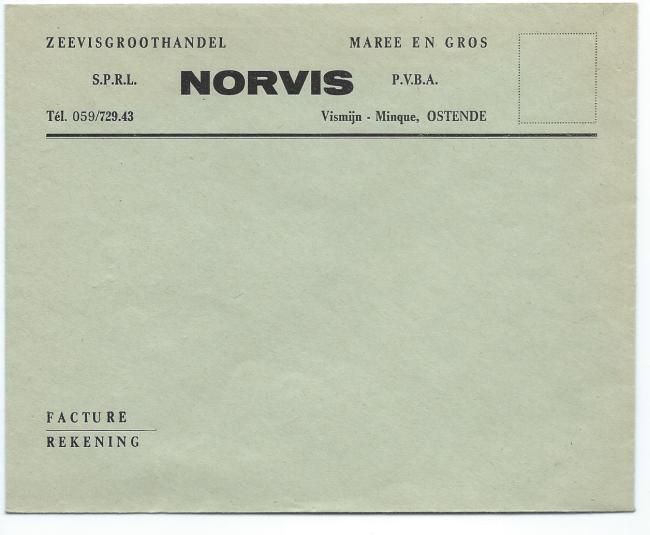 ZEEVISGROOTHANDEL MAREE EN GROS
S.P.R.L. NORVIS P.V.B.A.
Tél. 059/729.43 Vismijn - Minque, OSTENDE
FACTURE
REKENING